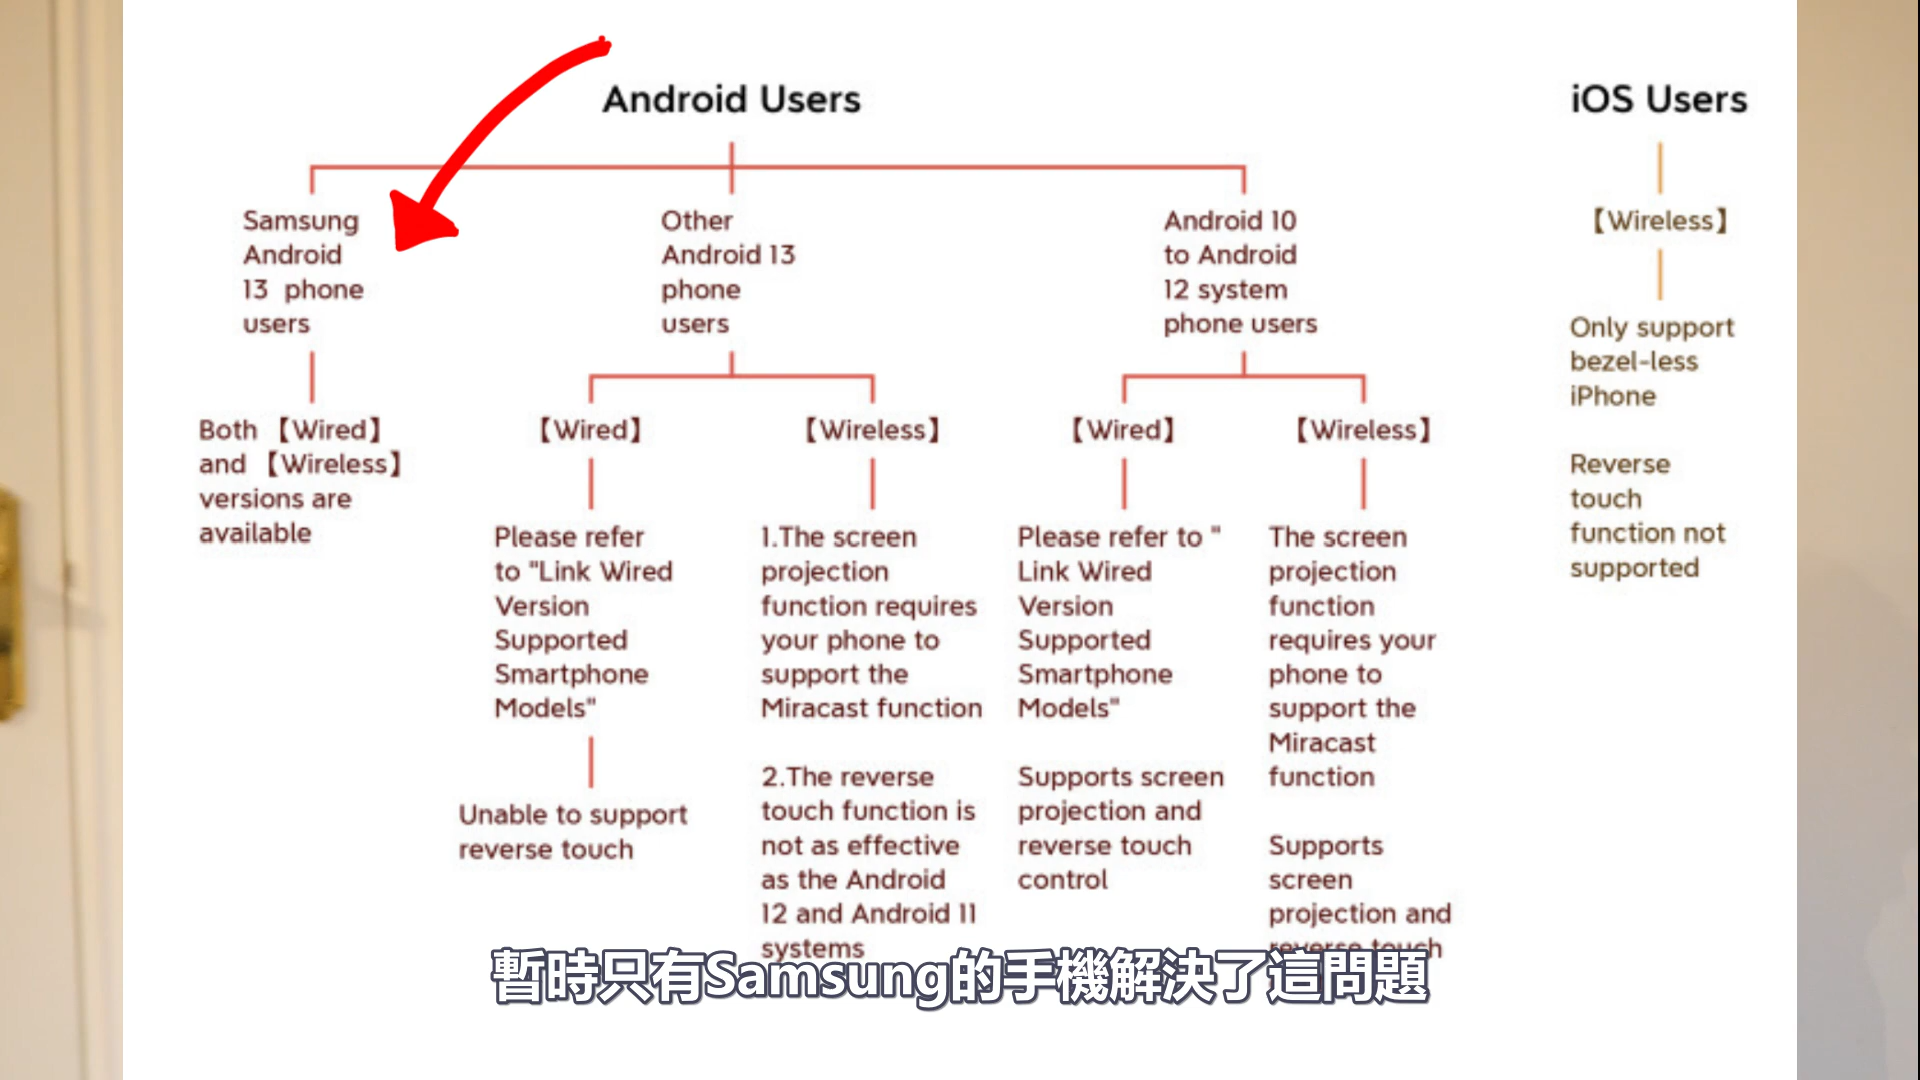 Android Users
Samsung
Android
13 phone
users
Both 【Wired】
and 【Wireless】
versions are
available
Other
Android 13
phone
users
【Wired】
Please refer
to "Link Wired
Version
Supported
Smartphone
Models"
Unable to support
reverse touch
【Wireless】
1.The screen
projection
function requires
your phone to
support the
Miracast function
2.The reverse
touch function is
not as effective
as the Android
12 and Android 11
systems
Android 10
to Android
12 system
phone users
【Wired】
Please refer to "
Link Wired
Version
Supported
Smartphone
Models"
Supports screen
projection and
reverse touch
control
【Wireless】
The screen
projection
function
requires your
phone to
support the
Miracast
function
Supports
screen
projection and
reverse touch
iOS Users
【Wireless】
Only support
bezel-less
iPhone
Reverse
touch
function not
supported
暫時只有Samsung的手機解決了這問題